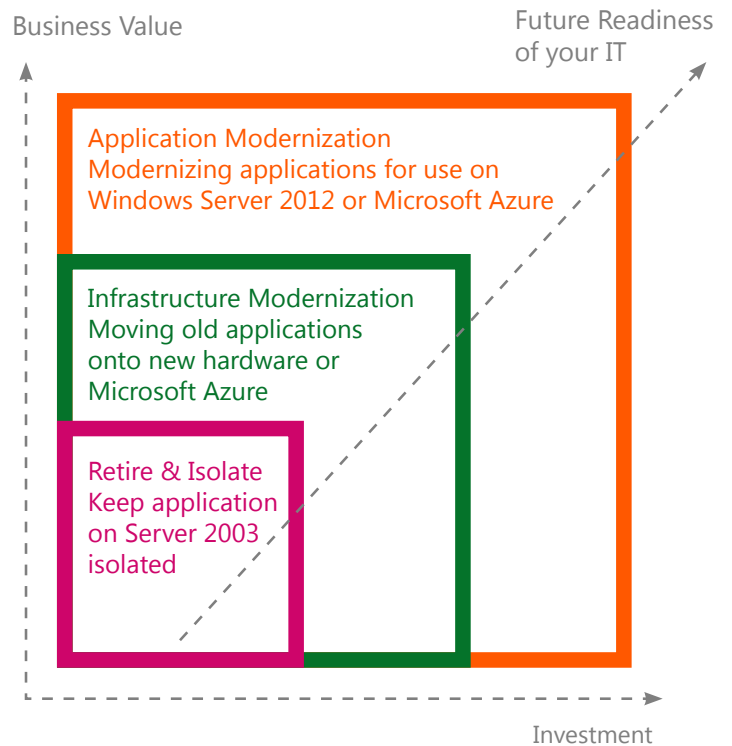 Business Value
Future Readiness
of your IT
Application Modernization
Modernizing applications for use on
Windows Server 2012 or Microsoft Azure
Infrastructure Modernization
Moving old applications
onto new hardware or
Microsoft Azure
Retire & Isolate
Keep application
on Server 2003
isolated
Investment